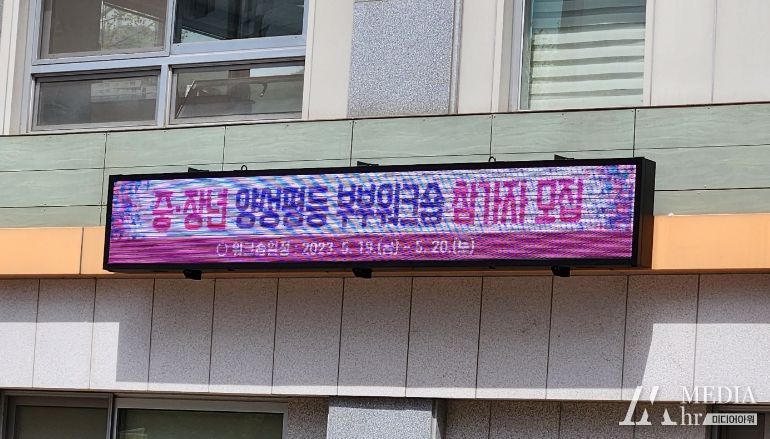 중·장년 양성평등 부부워크숍 참가자 모집
○ 워크숍일정 : 2023. 5. 19.(금) ~ 5. 20.(토)
MEDIA
hr 미디어아워